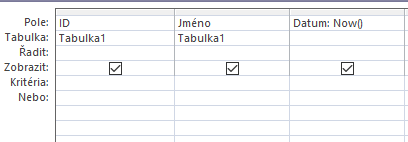 Pole: ID Jméno Datum: Now()
Tabulka: Tabulka1 Tabulka1
Řadit:
Zobrazit:
Kritéria:
Nebo: